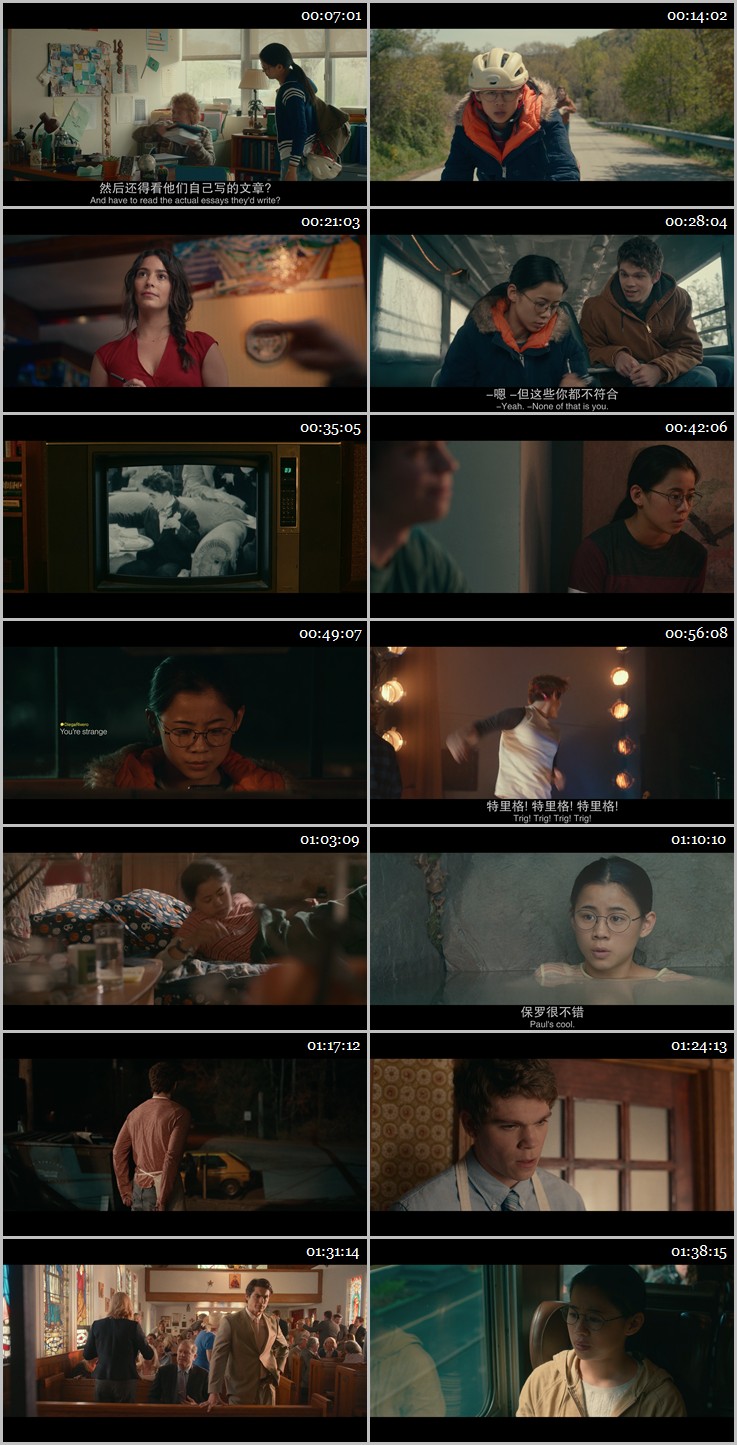 00:07:01
然后还得看他们自己写的文章?
And have to read the actual essays they'd write?
00:14:02
00:21:03
00:28:04
–嗯 –但这些你都不符合
–Yeah. –None of that is you.
00:35:05
00:42:06
00:49:07
DiegaRivero
You're strange
00:56:08
特里格! 特里格! 特里格!
Trig! Trig! Trig! Trig!
01:03:09
01:10:10
保罗很不错
Paul's cool.
01:17:12
01:24:13
01:31:14
01:38:15